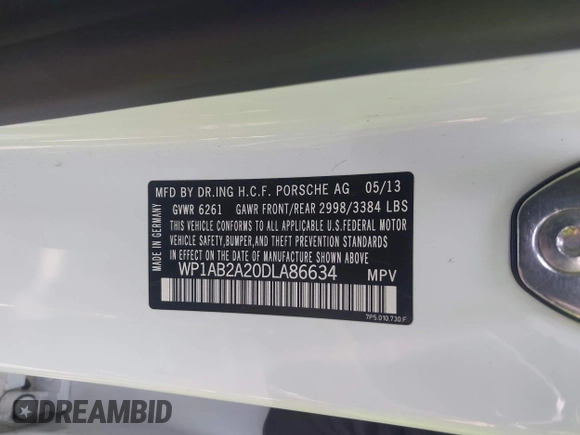 MFD BY DR.ING H.C.F. PORSCHE AG 05/13
GVWR 6261 GAWR FRONT/REAR 2998/3384 LBS
THIS VEHICLE CONFORMS TO ALL APPLICABLE U.S.FEDERAL MOTOR
VEHICLE SAFETY,BUMPER,AND THEFT PREVENTION STANDARDS
IN EFFECT ON THE DATE OF MANUFACTURE SHOWN ABOVE
WP1AB2A20DLA86634 MPV
7P5.010.730.F
MADE IN GERMANY
DREAMBID